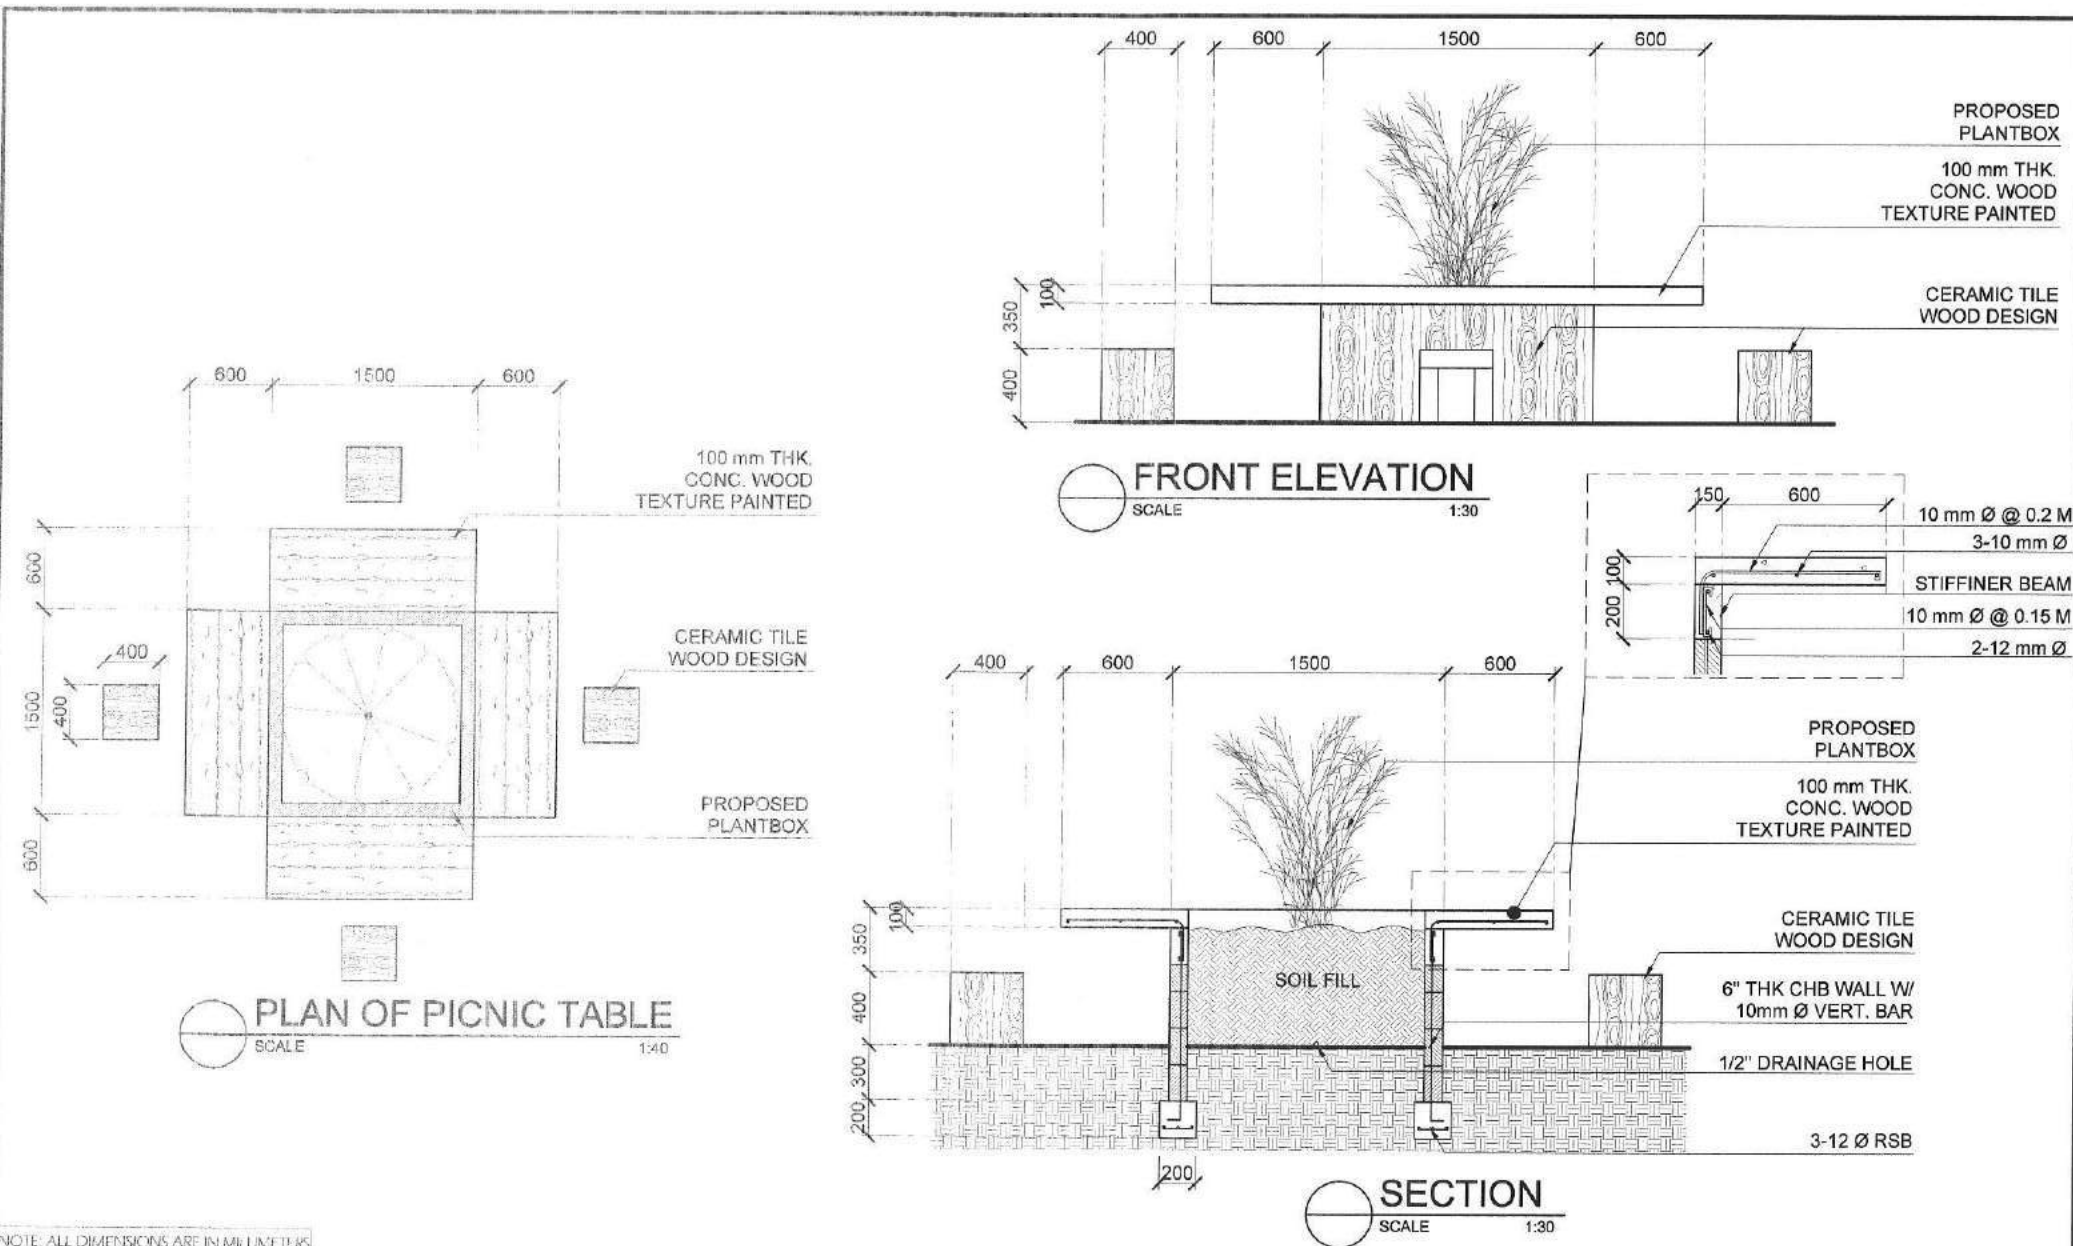 600
1500
600
100 mm THK.
CONC. WOOD
TEXTURE PAINTED
600
1500
600
400
400
CERAMIC TILE
WOOD DESIGN
PROPOSED
PLANTBOX
PLAN OF PICNIC TABLE
SCALE
1:40
400
600
1500
600
PROPOSED
PLANTBOX
100 mm THK.
CONC. WOOD
TEXTURE PAINTED
CERAMIC TILE
WOOD DESIGN
100
350
400
FRONT ELEVATION
SCALE
1:30
150
600
10 mm Ø @ 0.2 M
3-10 mm Ø
STIFFINER BEAM
10 mm Ø @ 0.15 M
2-12 mm Ø
100
200
400
600
1500
600
PROPOSED
PLANTBOX
100 mm THK.
CONC. WOOD
TEXTURE PAINTED
CERAMIC TILE
WOOD DESIGN
6" THK CHB WALL W/
10mm Ø VERT. BAR
1/2" DRAINAGE HOLE
3-12 Ø RSB
SOIL FILL
100
350
400
300
200
200
SECTION
SCALE
1:30
NOTE: ALL DIMENSIONS ARE IN MILLIMETERS